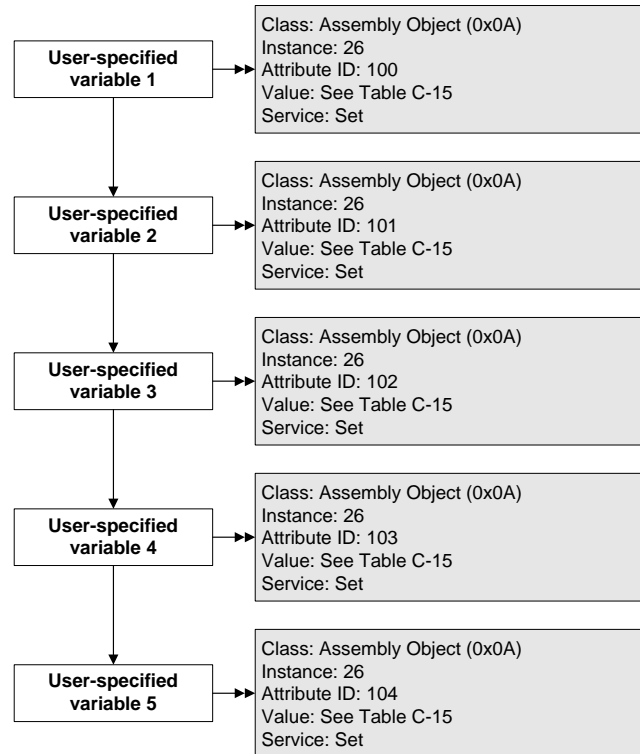 User-specified
variable 1
Class: Assembly Object (0x0A)
Instance: 26
Attribute ID: 100
Value: See Table C-15
Service: Set
User-specified
variable 2
Class: Assembly Object (0x0A)
Instance: 26
Attribute ID: 101
Value: See Table C-15
Service: Set
User-specified
variable 3
Class: Assembly Object (0x0A)
Instance: 26
Attribute ID: 102
Value: See Table C-15
Service: Set
User-specified
variable 4
Class: Assembly Object (0x0A)
Instance: 26
Attribute ID: 103
Value: See Table C-15
Service: Set
User-specified
variable 5
Class: Assembly Object (0x0A)
Instance: 26
Attribute ID: 104
Value: See Table C-15
Service: Set